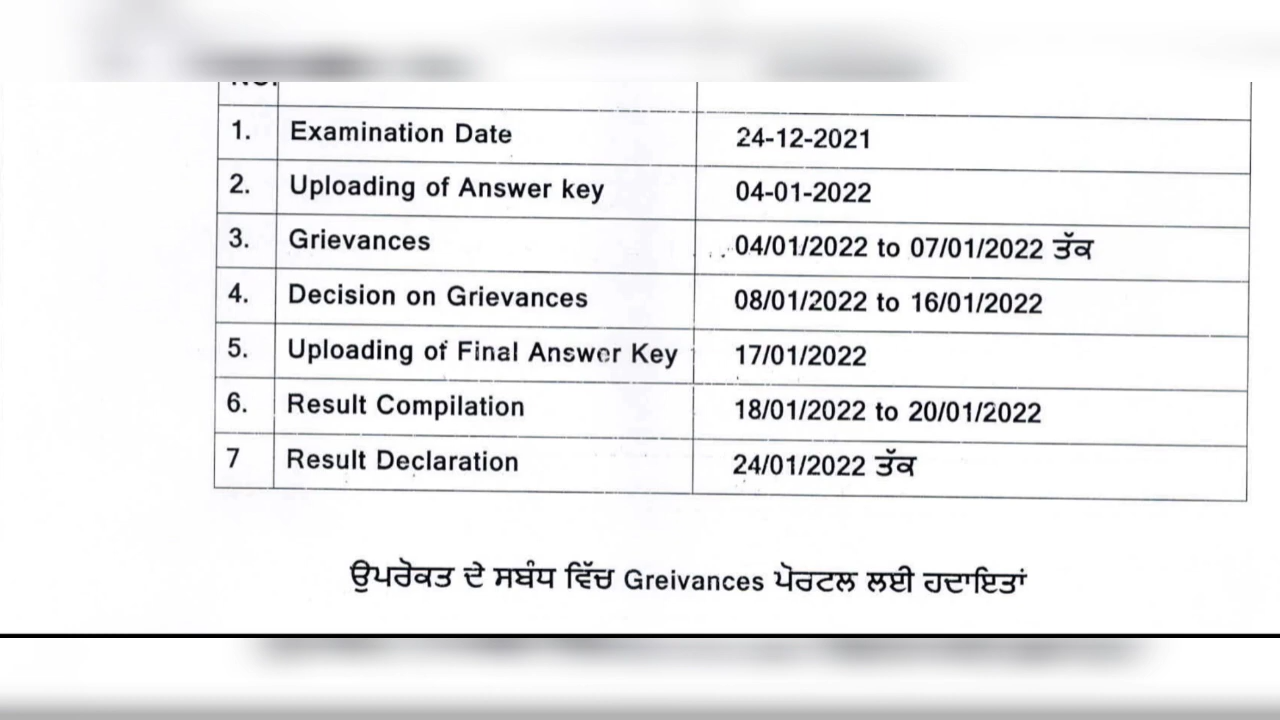 1. Examination Date 24-12-2021
2. Uploading of Answer key 04-01-2022
3. Grievances 04/01/2022 to 07/01/2022 ਤੱਕ
4. Decision on Grievances 08/01/2022 to 16/01/2022
5. Uploading of Final Answer Key 17/01/2022
6. Result Compilation 18/01/2022 to 20/01/2022
7 Result Declaration 24/01/2022 ਤੱਕ
ਉਪਰੋਕਤ ਦੇ ਸਬੰਧ ਵਿੱਚ Greivances ਪੋਰਟਲ ਲਈ ਹਦਾਇਤਾਂ